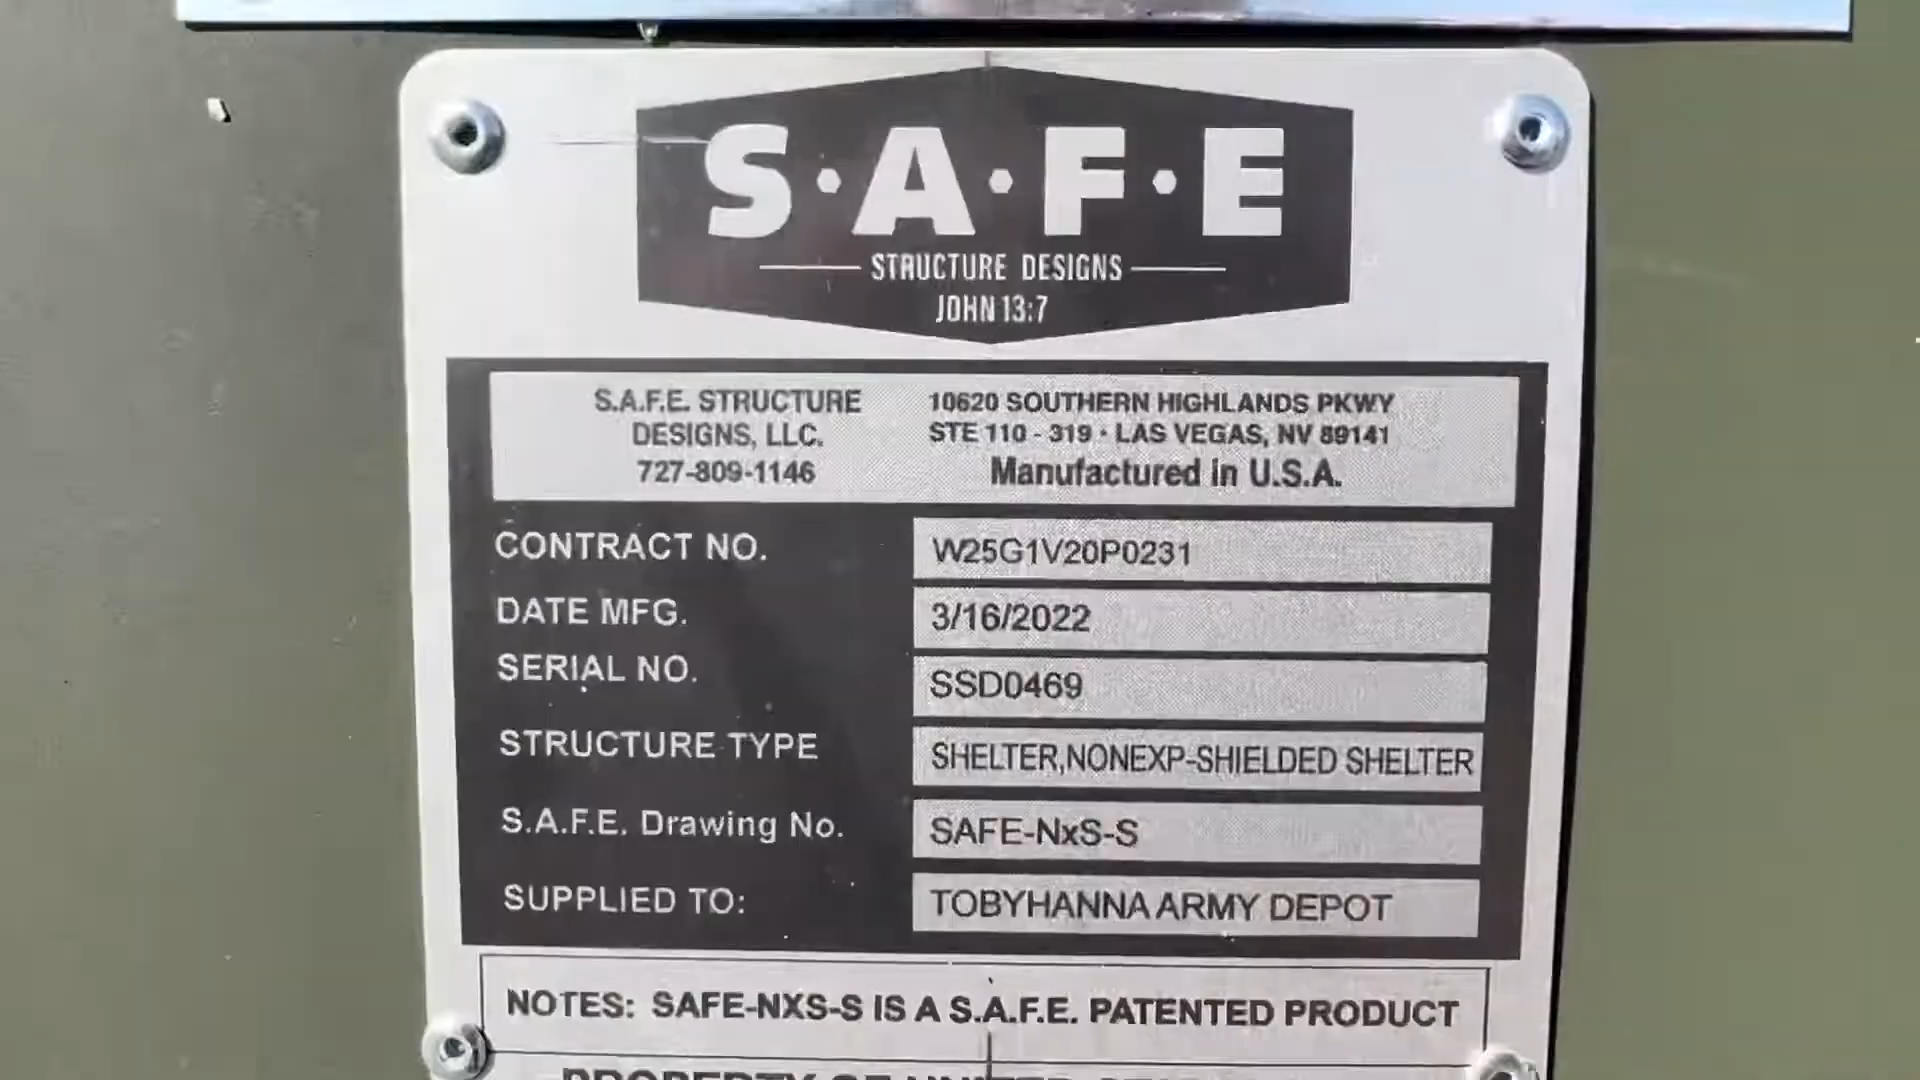 S·A·F·E
STRUCTURE DESIGNS
JOHN 13:7
S.A.F.E. STRUCTURE
DESIGNS, LLC.
727-809-1146
10620 SOUTHERN HIGHLANDS PKWY
STE 110 - 319 • LAS VEGAS, NV 89141
Manufactured in U.S.A.
CONTRACT NO. W25G1V20P0231
DATE MFG. 3/16/2022
SERIAL NO. SSD0469
STRUCTURE TYPE SHELTER,NONEXP-SHIELDED SHELTER
S.A.F.E. Drawing No. SAFE-NxS-S
SUPPLIED TO: TOBYHANNA ARMY DEPOT
NOTES: SAFE-NXS-S IS A S.A.F.E. PATENTED PRODUCT
PROPERTY OF UNITED